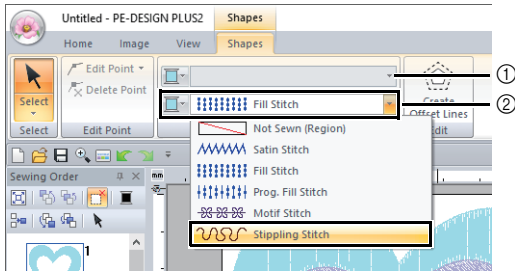 Untitled - PE-DESIGN PLUS2 Shapes
Home Image View Shapes
Edit Point
Delete Point
①
Select
Fill Stitch
②
Create
Offset Lines
Select Edit Point
Not Sewn (Region)
Satin Stitch
Fill Stitch
Prog. Fill Stitch
Motif Stitch
Stippling Stitch
Sewing Order
mm
1